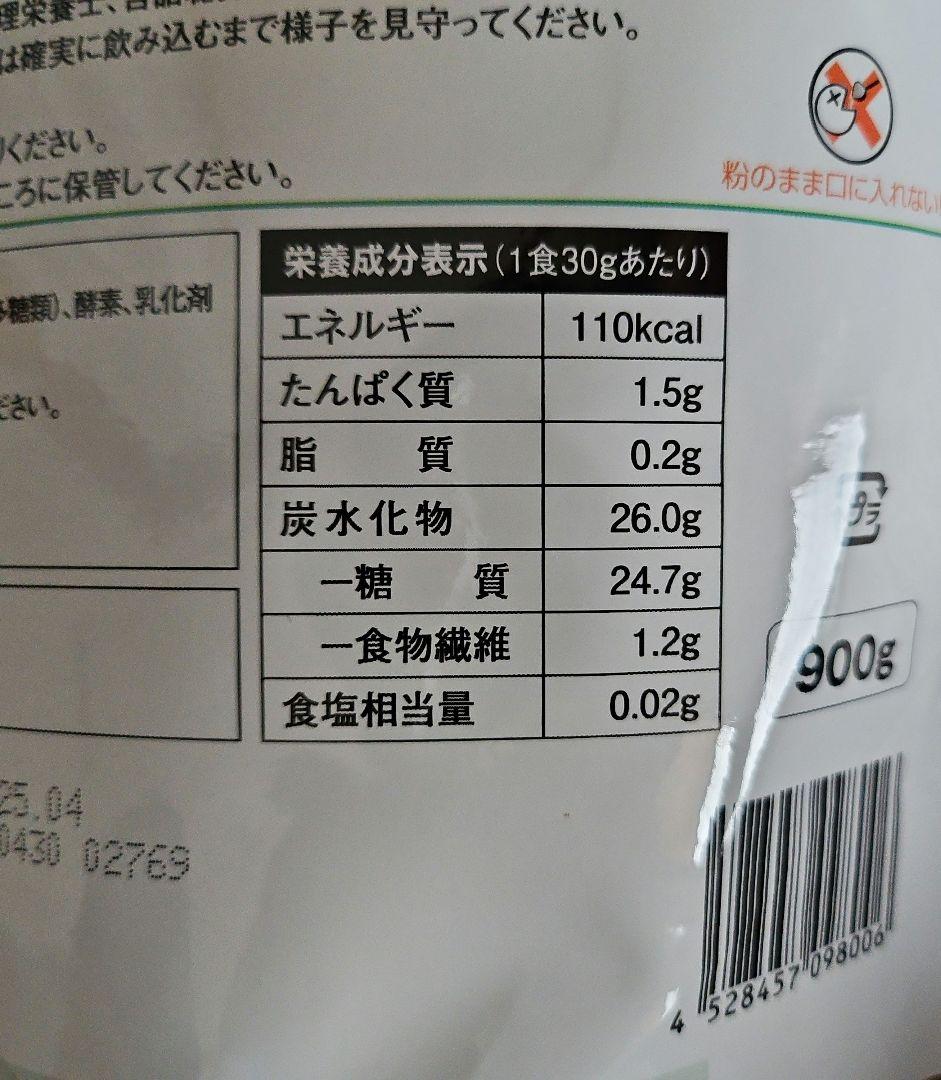 理栄養士、
は確実に飲み込むまで様子を見守ってください。
ください。
ころに保管してください。
粉のまま口に入れない
糖類)、酵素、乳化剤
ださい。
栄養成分表示(1食30gあたり)
エネルギー 110kcal
たんぱく質 1.5g
脂質 0.2g
炭水化物 26.0g
ー糖質 24.7g
ー食物繊維 1.2g
食塩相当量 0.02g
プラ
900g
25.04
0430 02769
4 528457 098006